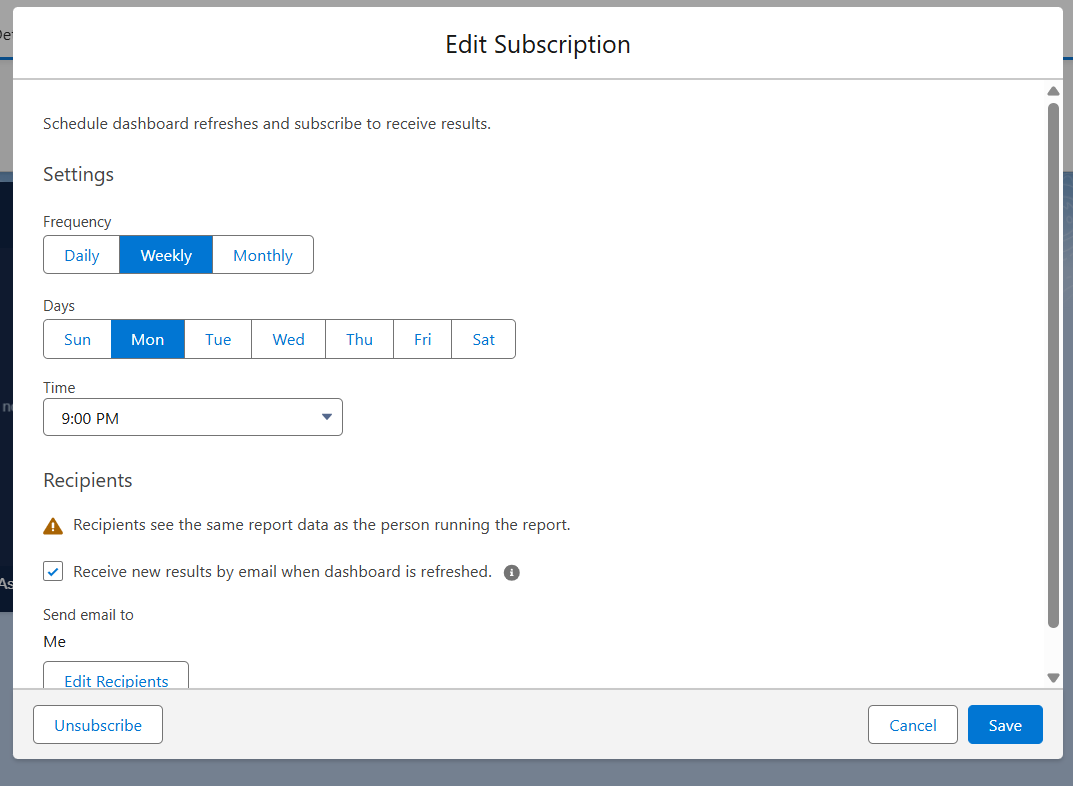 Edit Subscription
Schedule dashboard refreshes and subscribe to receive results.
Settings
Frequency
Daily Weekly Monthly
Days
Sun Mon Tue Wed Thu Fri Sat
Time
9:00 PM
Recipients
Recipients see the same report data as the person running the report.
Receive new results by email when dashboard is refreshed.
As
Send email to
Me
Edit Recipients
Unsubscribe Cancel Save